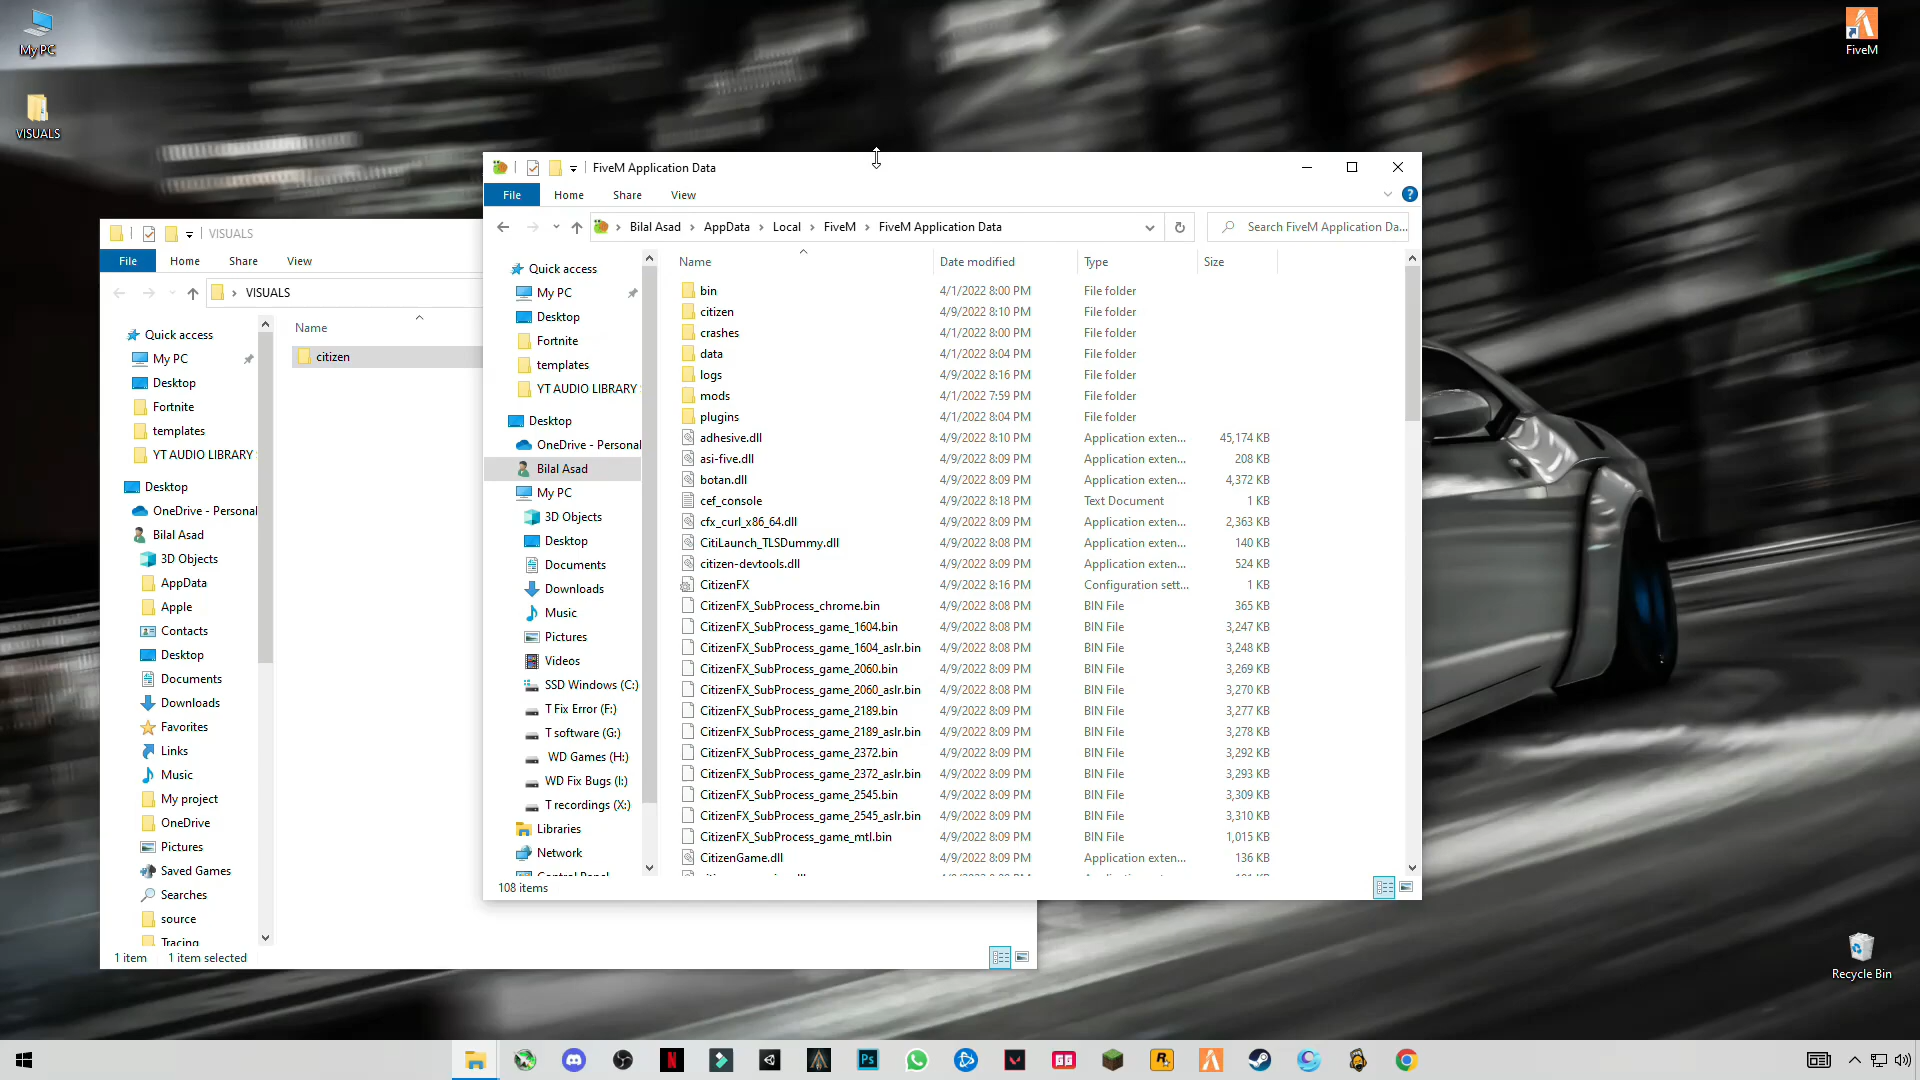 My PC
VISUALS
FiveM
Recycle Bin
VISUALS
File Home Share View
VISUALS
Name
citizen
Quick access
My PC
Desktop
Fortnite
templates
YT AUDIO LIBRARY
Desktop
OneDrive - Personal
Bilal Asad
3D Objects
AppData
Apple
Contacts
Desktop
Documents
Downloads
Favorites
Links
Music
My project
OneDrive
Pictures
Saved Games
Searches
source
Tracing
1 item 1 item selected
FiveM Application Data
File Home Share View
Bilal Asad > AppData > Local > FiveM > FiveM Application Data
Search FiveM Application Da...
Quick access
My PC
Desktop
Fortnite
templates
YT AUDIO LIBRARY
Desktop
OneDrive - Personal
Bilal Asad
My PC
3D Objects
Desktop
Documents
Downloads
Music
Pictures
Videos
SSD Windows (C:)
T Fix Error (F:)
T software (G:)
WD Games (H:)
WD Fix Bugs (I:)
T recordings (X:)
Libraries
Network
Control Panel
Name Date modified Type Size
bin 4/1/2022 8:00 PM File folder
citizen 4/9/2022 8:10 PM File folder
crashes 4/1/2022 8:00 PM File folder
data 4/1/2022 8:04 PM File folder
logs 4/9/2022 8:16 PM File folder
mods 4/1/2022 7:59 PM File folder
plugins 4/1/2022 8:04 PM File folder
adhesive.dll 4/9/2022 8:10 PM Application exten... 45,174 KB
asi-five.dll 4/9/2022 8:09 PM Application exten... 208 KB
botan.dll 4/9/2022 8:09 PM Application exten... 4,372 KB
cef_console 4/9/2022 8:18 PM Text Document 1 KB
cfx_curl_x86_64.dll 4/9/2022 8:09 PM Application exten... 2,363 KB
CitiLaunch_TLSDummy.dll 4/9/2022 8:08 PM Application exten... 140 KB
citizen-devtools.dll 4/9/2022 8:09 PM Application exten... 524 KB
CitizenFX 4/9/2022 8:16 PM Configuration sett... 1 KB
CitizenFX_SubProcess_chrome.bin 4/9/2022 8:08 PM BIN File 365 KB
CitizenFX_SubProcess_game_1604.bin 4/9/2022 8:08 PM BIN File 3,247 KB
CitizenFX_SubProcess_game_1604_aslr.bin 4/9/2022 8:08 PM BIN File 3,248 KB
CitizenFX_SubProcess_game_2060.bin 4/9/2022 8:09 PM BIN File 3,269 KB
CitizenFX_SubProcess_game_2060_aslr.bin 4/9/2022 8:08 PM BIN File 3,270 KB
CitizenFX_SubProcess_game_2189.bin 4/9/2022 8:09 PM BIN File 3,277 KB
CitizenFX_SubProcess_game_2189_aslr.bin 4/9/2022 8:09 PM BIN File 3,278 KB
CitizenFX_SubProcess_game_2372.bin 4/9/2022 8:09 PM BIN File 3,292 KB
CitizenFX_SubProcess_game_2372_aslr.bin 4/9/2022 8:09 PM BIN File 3,293 KB
CitizenFX_SubProcess_game_2545.bin 4/9/2022 8:09 PM BIN File 3,309 KB
CitizenFX_SubProcess_game_2545_aslr.bin 4/9/2022 8:09 PM BIN File 3,310 KB
CitizenFX_SubProcess_game_mtl.bin 4/9/2022 8:09 PM BIN File 1,015 KB
CitizenGame.dll 4/9/2022 8:09 PM Application exten... 136 KB
108 items
Ps